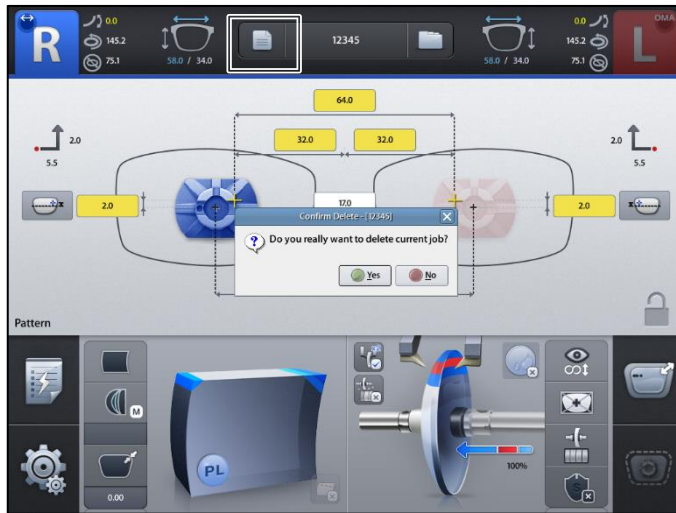 R
0.0
145.2
75.1
58.0 / 34.0
12345
58.0 / 34.0
0.0
145.2
75.1
OMA
L
64.0
32.0 32.0
2.0
5.5
2.0
5.5
2.0
17.0
2.0
Confirm Delete - [12345]
Do you really want to delete current job?
Yes No
Pattern
M
PL
0.00
100%
S